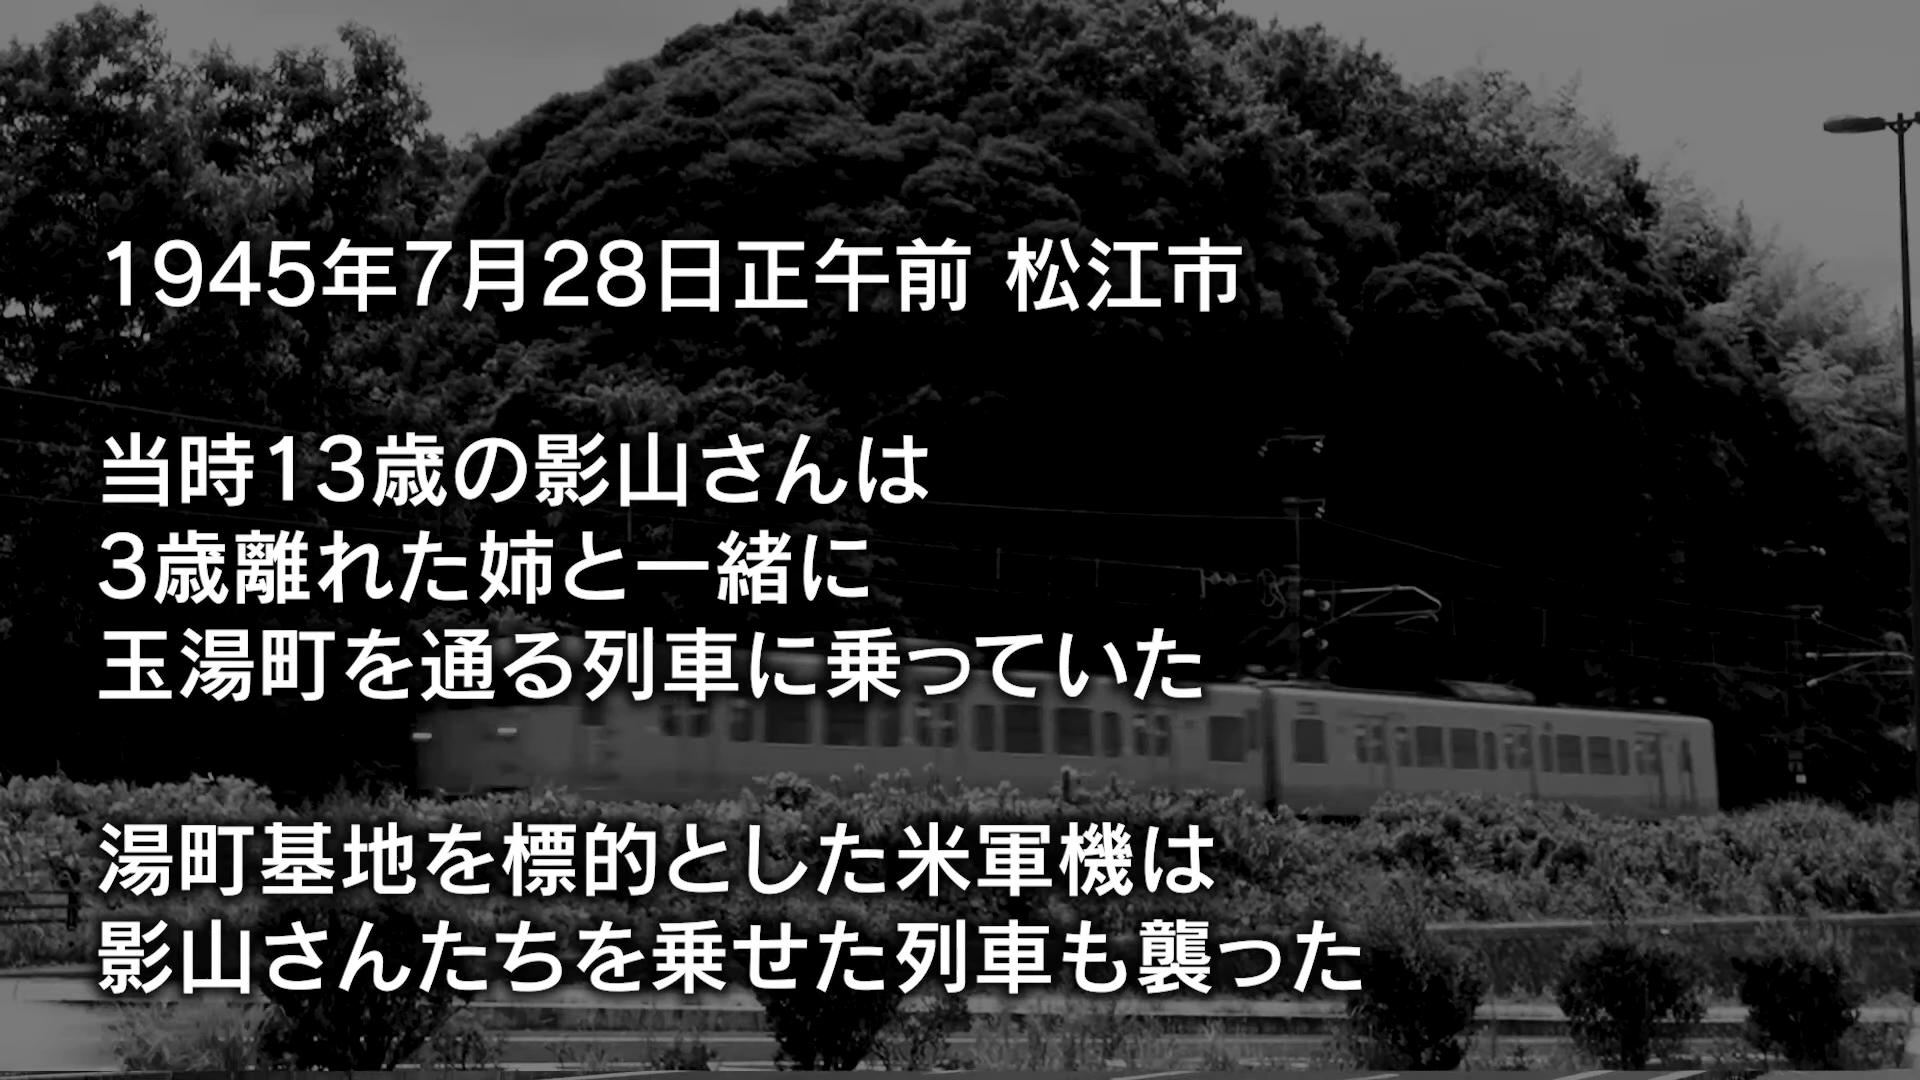 1945年7月28日正午前 松江市
当時13歳の影山さんは
3歳離れた姉と一緒に
玉湯町を通る列車に乗っていた
湯町基地を標的とした米軍機は
影山さんたちを乗せた列車も襲った